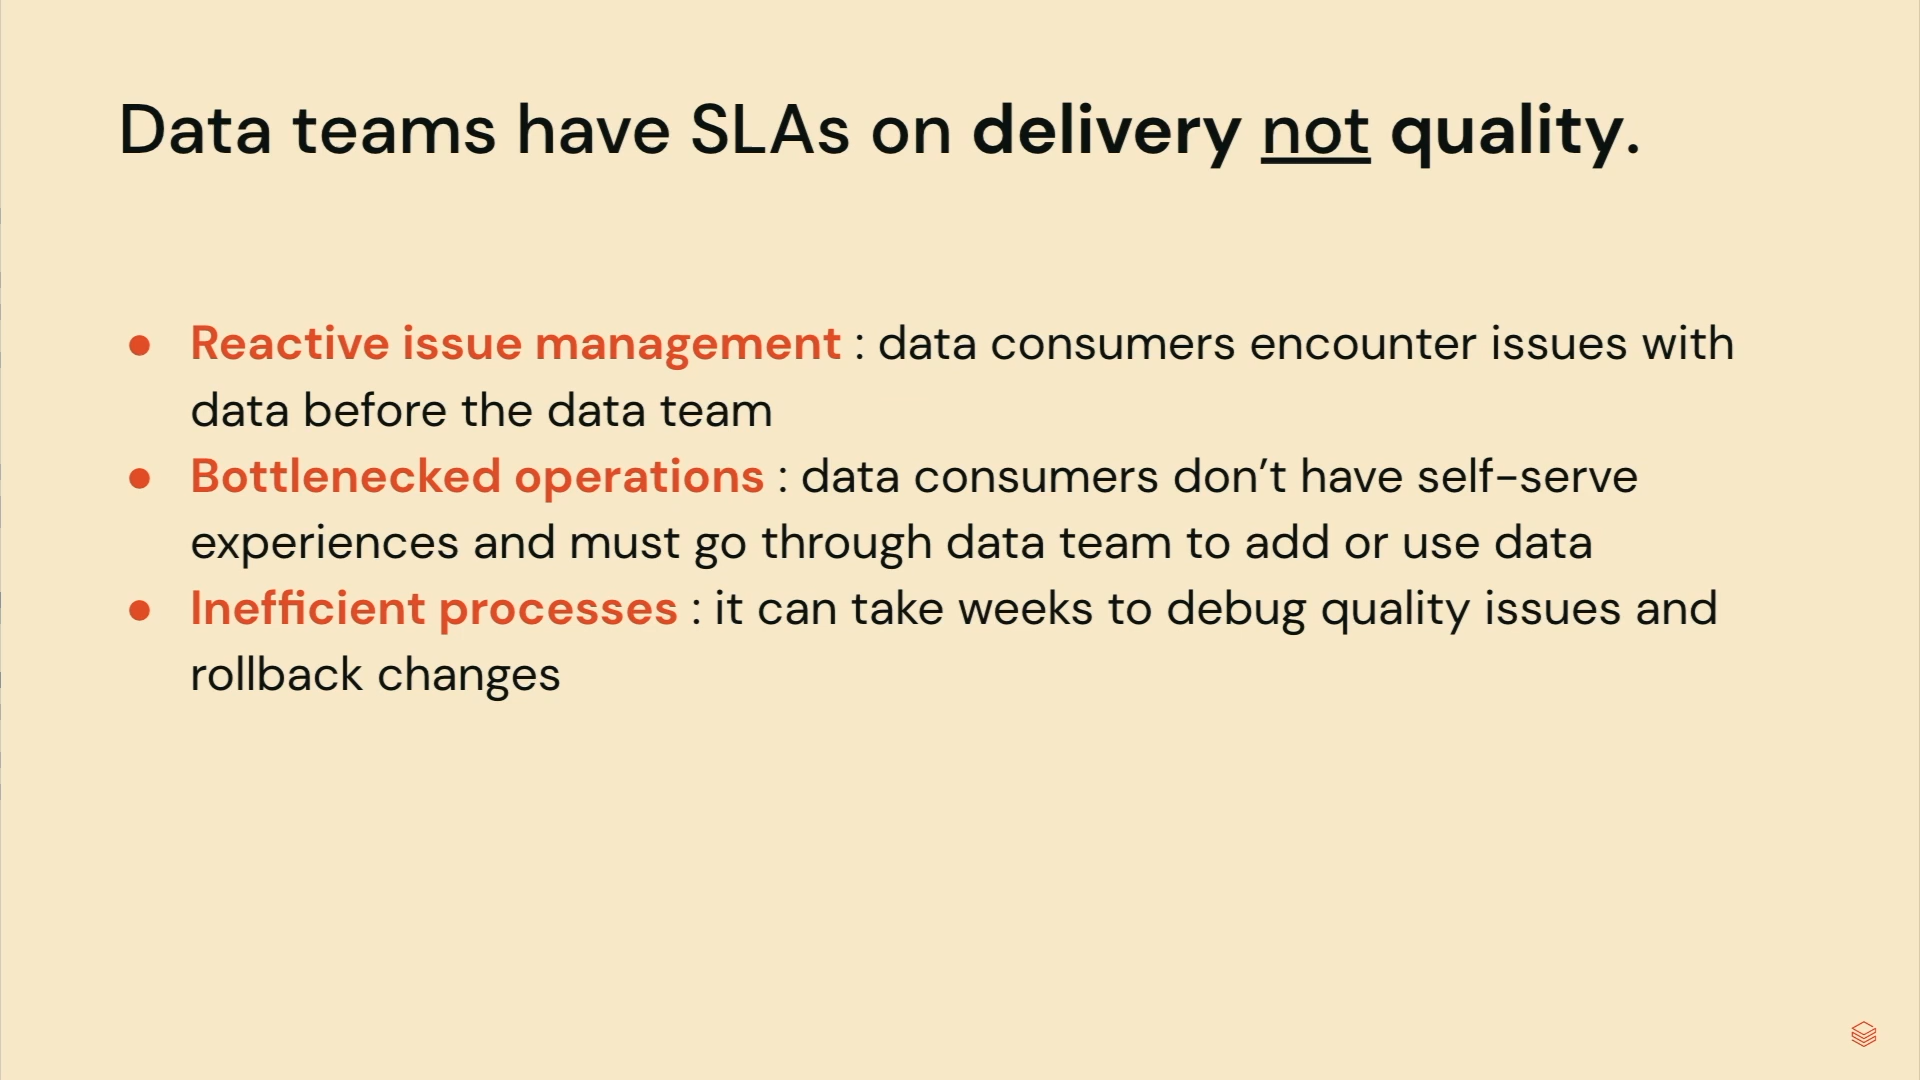 Data teams have SLAs on delivery not quality.
● Reactive issue management : data consumers encounter issues with
data before the data team
● Bottlenecked operations : data consumers don’t have self-serve
experiences and must go through data team to add or use data
● Inefficient processes : it can take weeks to debug quality issues and
rollback changes